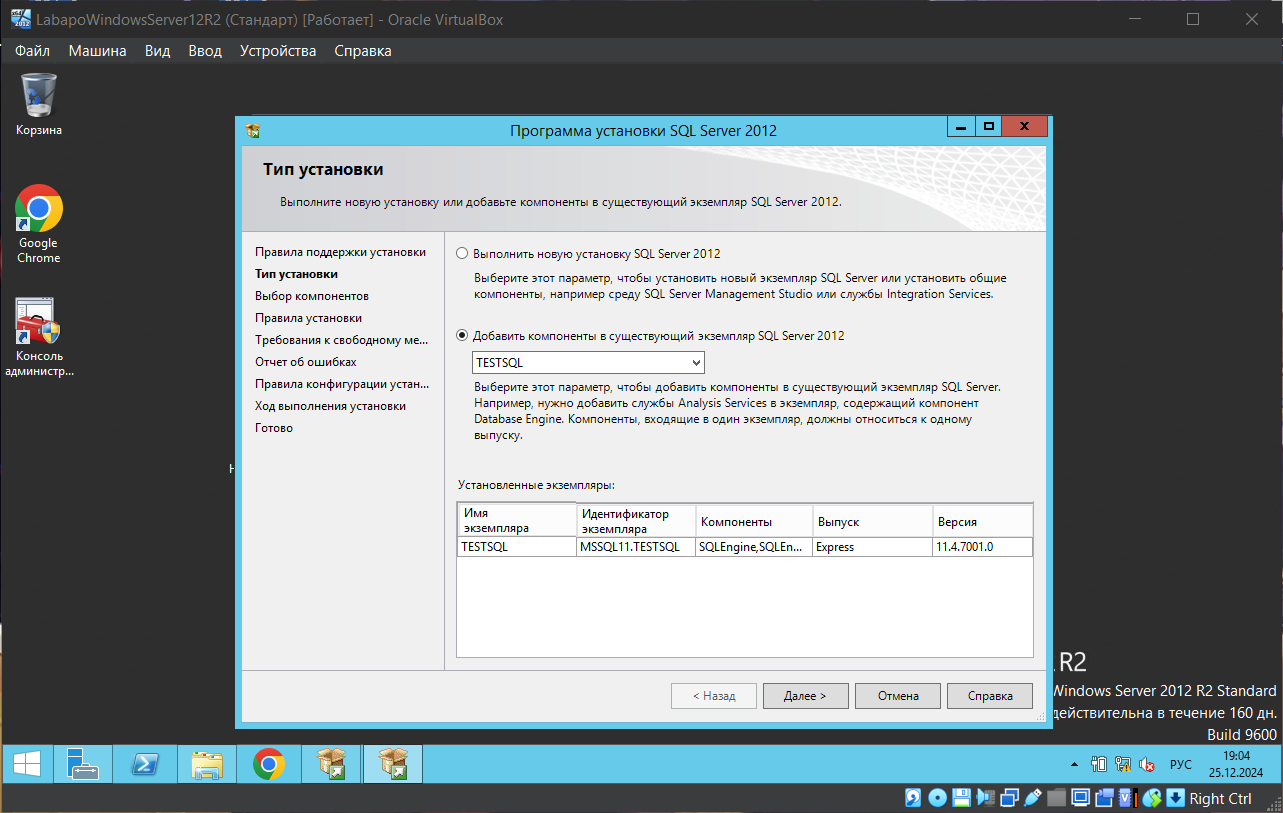 LabapoWindowsServer12R2 (Стандарт) [Работает] - Oracle VirtualBox
Файл Машина Вид Ввод Устройства Справка
Корзина
Google
Chrome
Консоль
администр...
Программа установки SQL Server 2012
Тип установки
Выполните новую установку или добавьте компоненты в существующий экземпляр SQL Server 2012.
Правила поддержки установки
Тип установки
Выбор компонентов
Правила установки
Требования к свободному ме...
Отчет об ошибках
Правила конфигурации устан...
Ход выполнения установки
Готово
Выполнить новую установку SQL Server 2012
Выберите этот параметр, чтобы установить новый экземпляр SQL Server или установить общие
компоненты, например среду SQL Server Management Studio или службы Integration Services.
Добавить компоненты в существующий экземпляр SQL Server 2012
TESTSQL
Выберите этот параметр, чтобы добавить компоненты в существующий экземпляр SQL Server.
Например, нужно добавить службы Analysis Services в экземпляр, содержащий компонент
Database Engine. Компоненты, входящие в один экземпляр, должны относиться к одному
выпуску.
Установленные экземпляры:
Имя экземпляра Идентификатор экземпляра Компоненты Выпуск Версия
TESTSQL MSSQL11.TESTSQL SQLEngine,SQLEn... Express 11.4.7001.0
< Назад Далее > Отмена Справка
R2
Windows Server 2012 R2 Standard
действительна в течение 160 дн.
Build 9600
РУС
19:04
25.12.2024
Right Ctrl